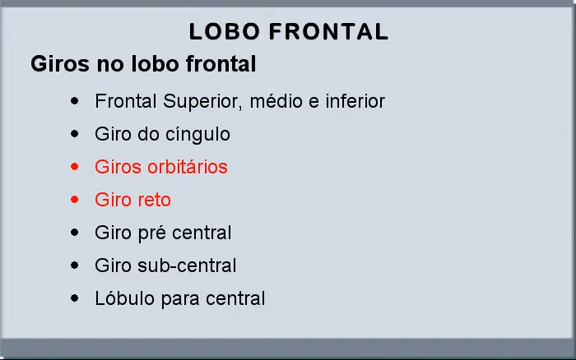 LOBO FRONTAL
Giros no lobo frontal
• Frontal Superior, médio e inferior
• Giro do cíngulo
• Giros orbitários
• Giro reto
• Giro pré central
• Giro sub-central
• Lóbulo para central